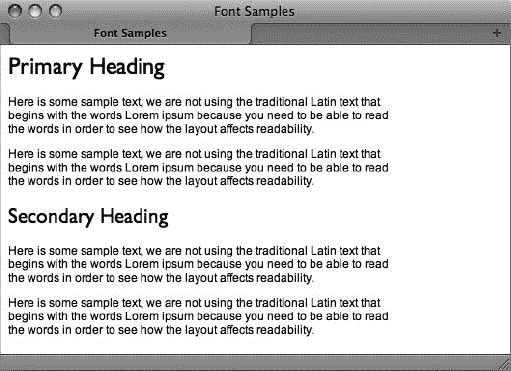 Font Samples
Font Samples
+
Primary Heading
Here is some sample text, we are not using the traditional Latin text that
begins with the words Lorem ipsum because you need to be able to read
the words in order to see how the layout affects readability.
Here is some sample text, we are not using the traditional Latin text that
begins with the words Lorem ipsum because you need to be able to read
the words in order to see how the layout affects readability.
Secondary Heading
Here is some sample text, we are not using the traditional Latin text that
begins with the words Lorem ipsum because you need to be able to read
the words in order to see how the layout affects readability.
Here is some sample text, we are not using the traditional Latin text that
begins with the words Lorem ipsum because you need to be able to read
the words in order to see how the layout affects readability.